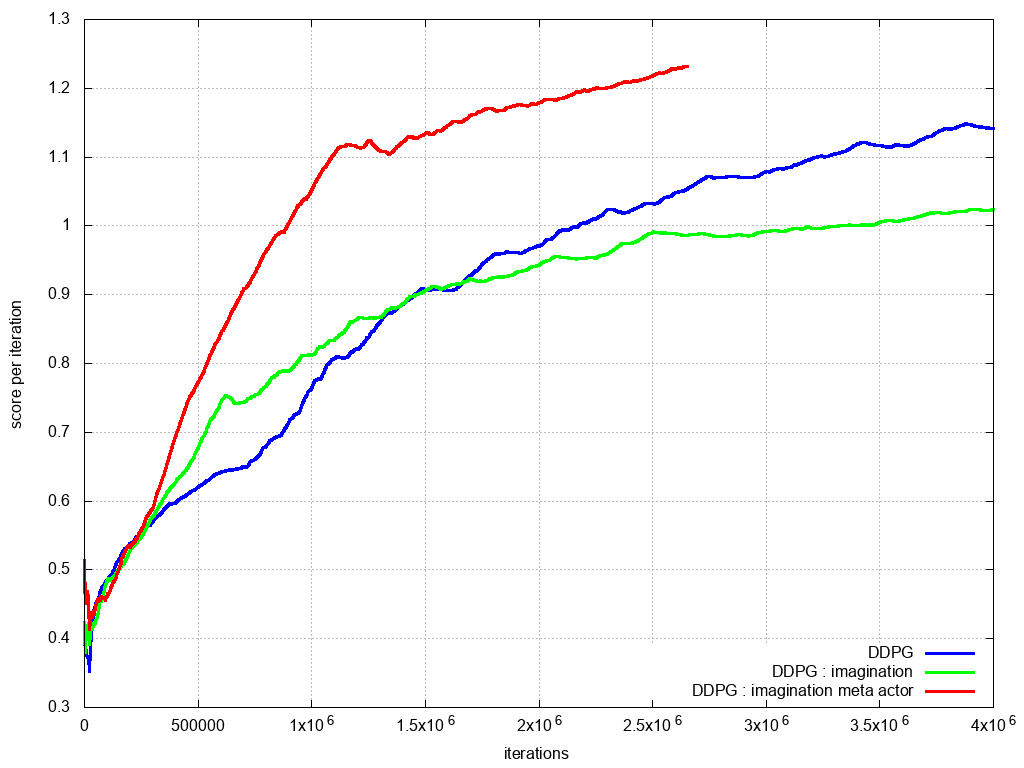 1.3
1.2
1.1
1
0.9
0.8
0.7
0.6
0.5
0.4
0.3
score per iteration
DDPG
DDPG : imagination
DDPG : imagination meta actor
0 500000 1x10^6 1.5x10^6 2x10^6 2.5x10^6 3x10^6 3.5x10^6 4x10^6
iterations